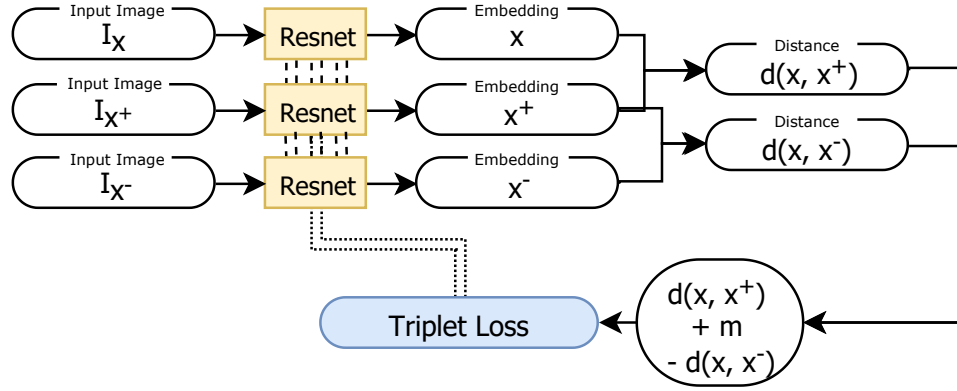 Input Image
Iₓ
Resnet
Embedding
x
Input Image
Iₓ+
Resnet
Embedding
x⁺
Distance
d(x, x⁺)
Input Image
Iₓ-
Resnet
Embedding
x⁻
Distance
d(x, x⁻)
Triplet Loss
d(x, x⁺)
+ m
- d(x, x⁻)